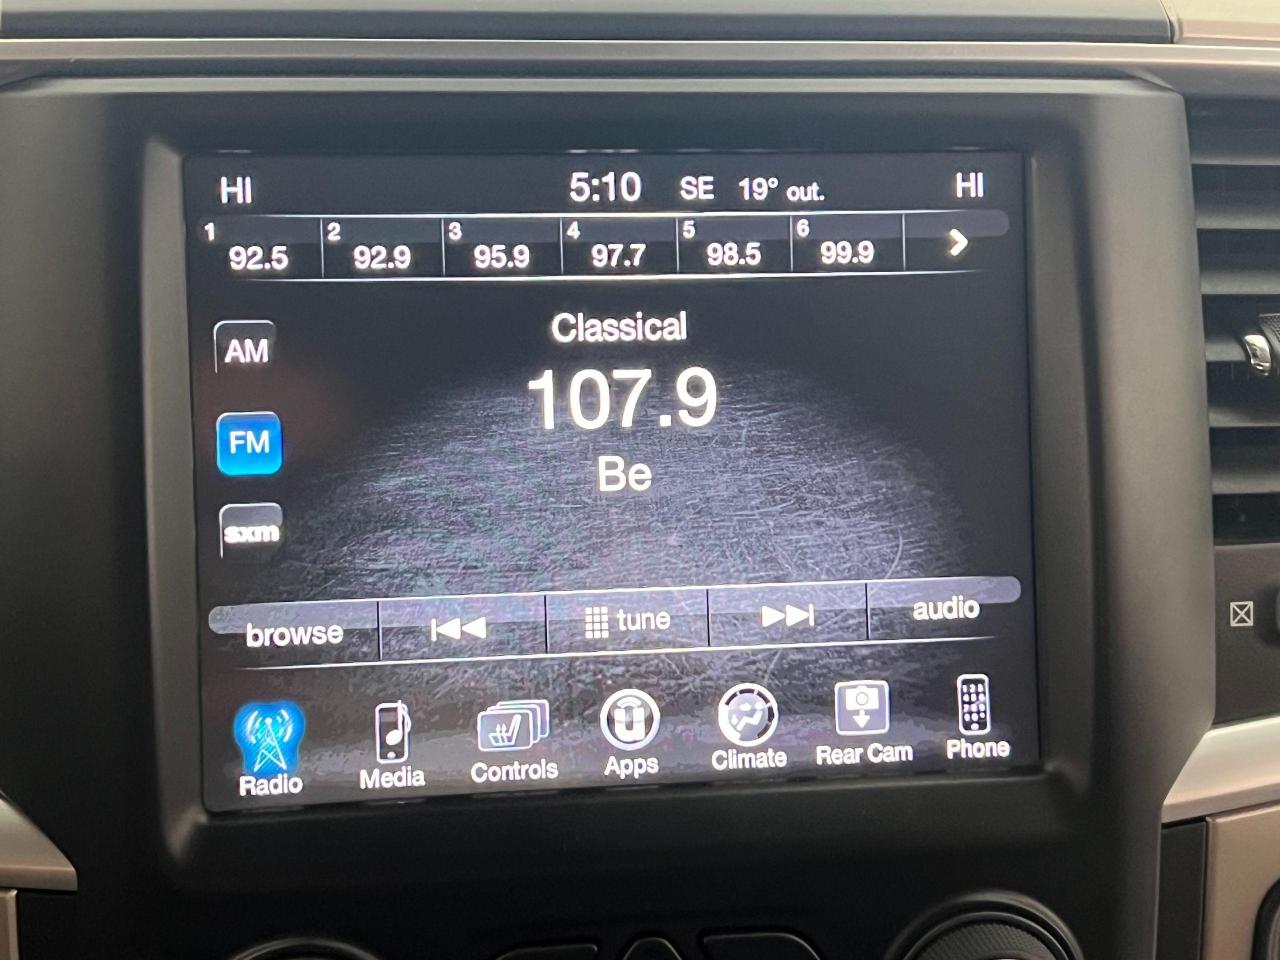 HI 5:10 SE 19° out. HI
1 92.5 2 92.9 3 95.9 4 97.7 5 98.5 6 99.9
Classical
AM
107.9
FM
Be
sxm
browse tune audio
Radio Media Controls Apps Climate Rear Cam Phone